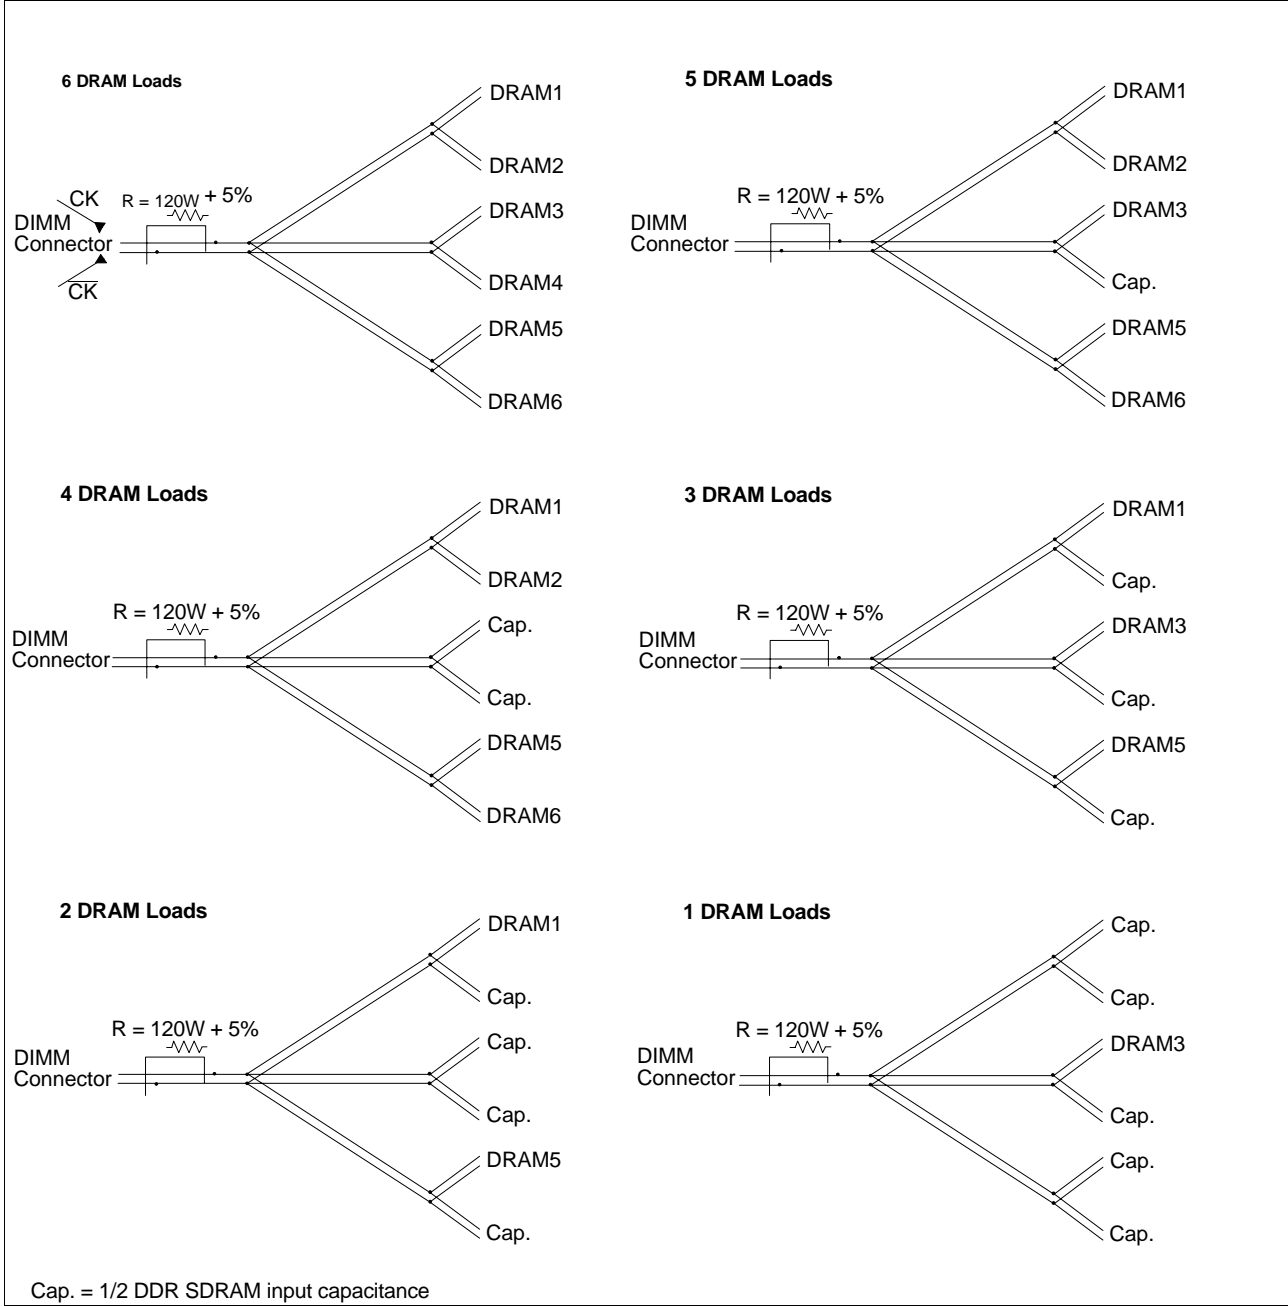 6 DRAM Loads
DRAM1
DRAM2
CK
R = 120W + 5%
DIMM
Connector
CK
DRAM3
DRAM4
DRAM5
DRAM6
5 DRAM Loads
DRAM1
DRAM2
R = 120W + 5%
DIMM
Connector
DRAM3
Cap.
DRAM5
DRAM6
4 DRAM Loads
DRAM1
DRAM2
R = 120W + 5%
DIMM
Connector
Cap.
Cap.
DRAM5
DRAM6
3 DRAM Loads
DRAM1
Cap.
R = 120W + 5%
DIMM
Connector
DRAM3
Cap.
DRAM5
Cap.
2 DRAM Loads
DRAM1
Cap.
R = 120W + 5%
DIMM
Connector
Cap.
Cap.
DRAM5
Cap.
1 DRAM Loads
Cap.
Cap.
R = 120W + 5%
DIMM
Connector
DRAM3
Cap.
Cap.
Cap.
Cap. = 1/2 DDR SDRAM input capacitance